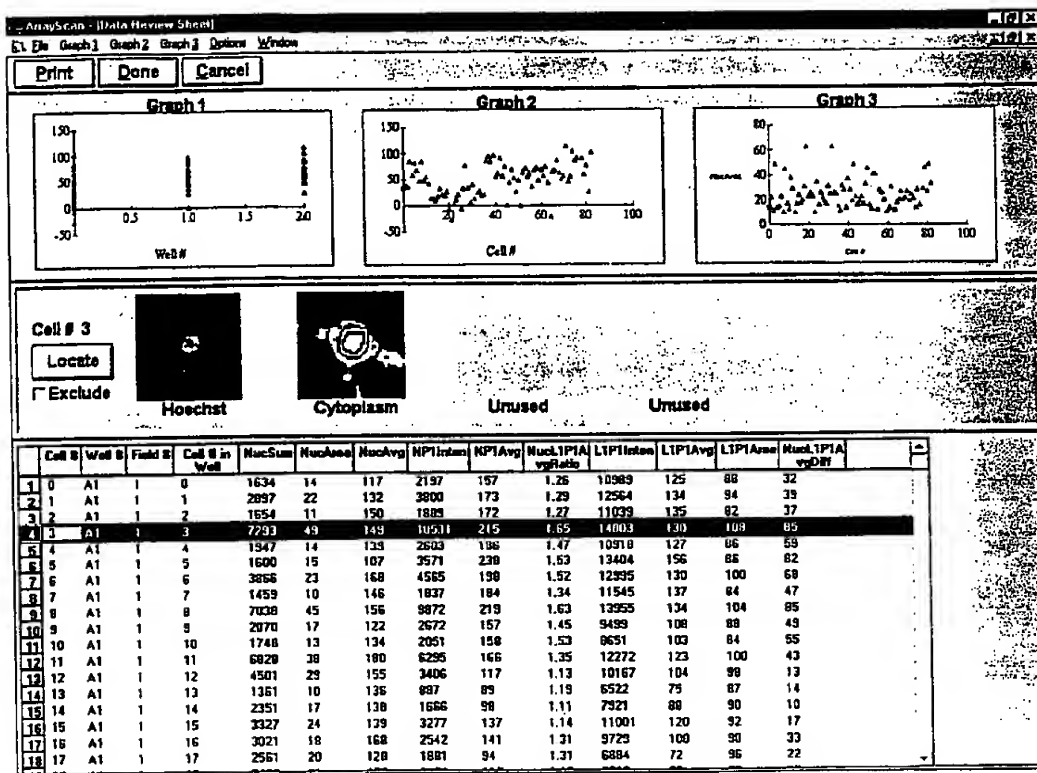 ArrayScan - [Data Review Sheet]
File Graph 1 Graph 2 Graph 3 Options Window
Print Done Cancel
Graph 1 Graph 2 Graph 3
150 100 50 0 -50
0.5 1.0 1.5 2.0
Well #
150 100 50 0 -50
20 40 60 80 100
Cell #
80 60 40 20 0
0 20 40 60 80 100
Cell #
Cell # 3
Locate
Exclude
Hoechst Cytoplasm Unused Unused
Cell # Well # Field # Cell # in Well NucSum NucArea NucAvg NP1Inten NP1Avg NucL1P1AvgRatio L1P1Inten L1P1Avg L1P1Area NucL1P1AvgDiff
1 0 A1 1 0 1634 14 117 2197 157 1.26 10989 125 88 32
2 1 A1 1 1 2897 22 132 3800 173 1.29 12564 134 94 39
3 2 A1 1 2 1654 11 150 1889 172 1.27 11039 135 82 37
4 3 A1 1 3 7293 49 149 10531 215 1.65 14003 130 108 85
5 4 A1 1 4 1947 14 139 2603 186 1.47 10918 127 86 59
6 5 A1 1 5 1600 15 107 3571 238 1.53 13404 156 86 82
7 6 A1 1 6 3866 23 168 4565 198 1.52 12995 130 100 68
8 7 A1 1 7 1459 10 146 1837 184 1.34 11545 137 84 47
9 8 A1 1 8 7038 45 156 9872 219 1.63 13955 134 104 85
10 9 A1 1 9 2070 17 122 2672 157 1.45 9499 108 88 49
11 10 A1 1 10 1748 13 134 2051 158 1.53 8651 103 84 55
12 11 A1 1 11 6828 38 180 6295 166 1.35 12272 123 100 43
13 12 A1 1 12 4501 29 155 3406 117 1.13 10167 104 98 13
14 13 A1 1 13 1361 10 136 887 89 1.19 6522 75 87 14
15 14 A1 1 14 2351 17 138 1666 98 1.11 7921 88 90 10
16 15 A1 1 15 3327 24 139 3277 137 1.14 11001 120 92 17
17 16 A1 1 16 3021 18 168 2542 141 1.31 9729 108 90 33
18 17 A1 1 17 2561 20 128 1881 94 1.31 6884 72 96 22